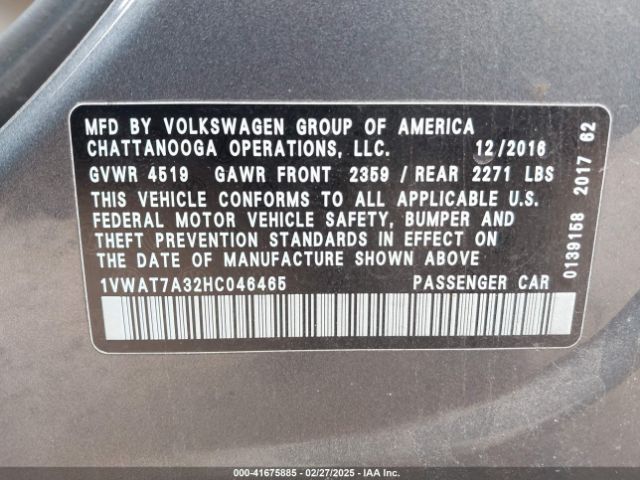 MFD BY VOLKSWAGEN GROUP OF AMERICA
CHATTANOOGA OPERATIONS, LLC. 12/2016
GVWR 4519 GAWR FRONT 2359 / REAR 2271 LBS
THIS VEHICLE CONFORMS TO ALL APPLICABLE U.S.
FEDERAL MOTOR VEHICLE SAFETY, BUMPER AND
THEFT PREVENTION STANDARDS IN EFFECT ON
THE DATE OF MANUFACTURE SHOWN ABOVE
1VWAT7A32HC046465 PASSENGER CAR
0139158 2017 62
00-41675885 | 02/27/2025 - IAA Inc.